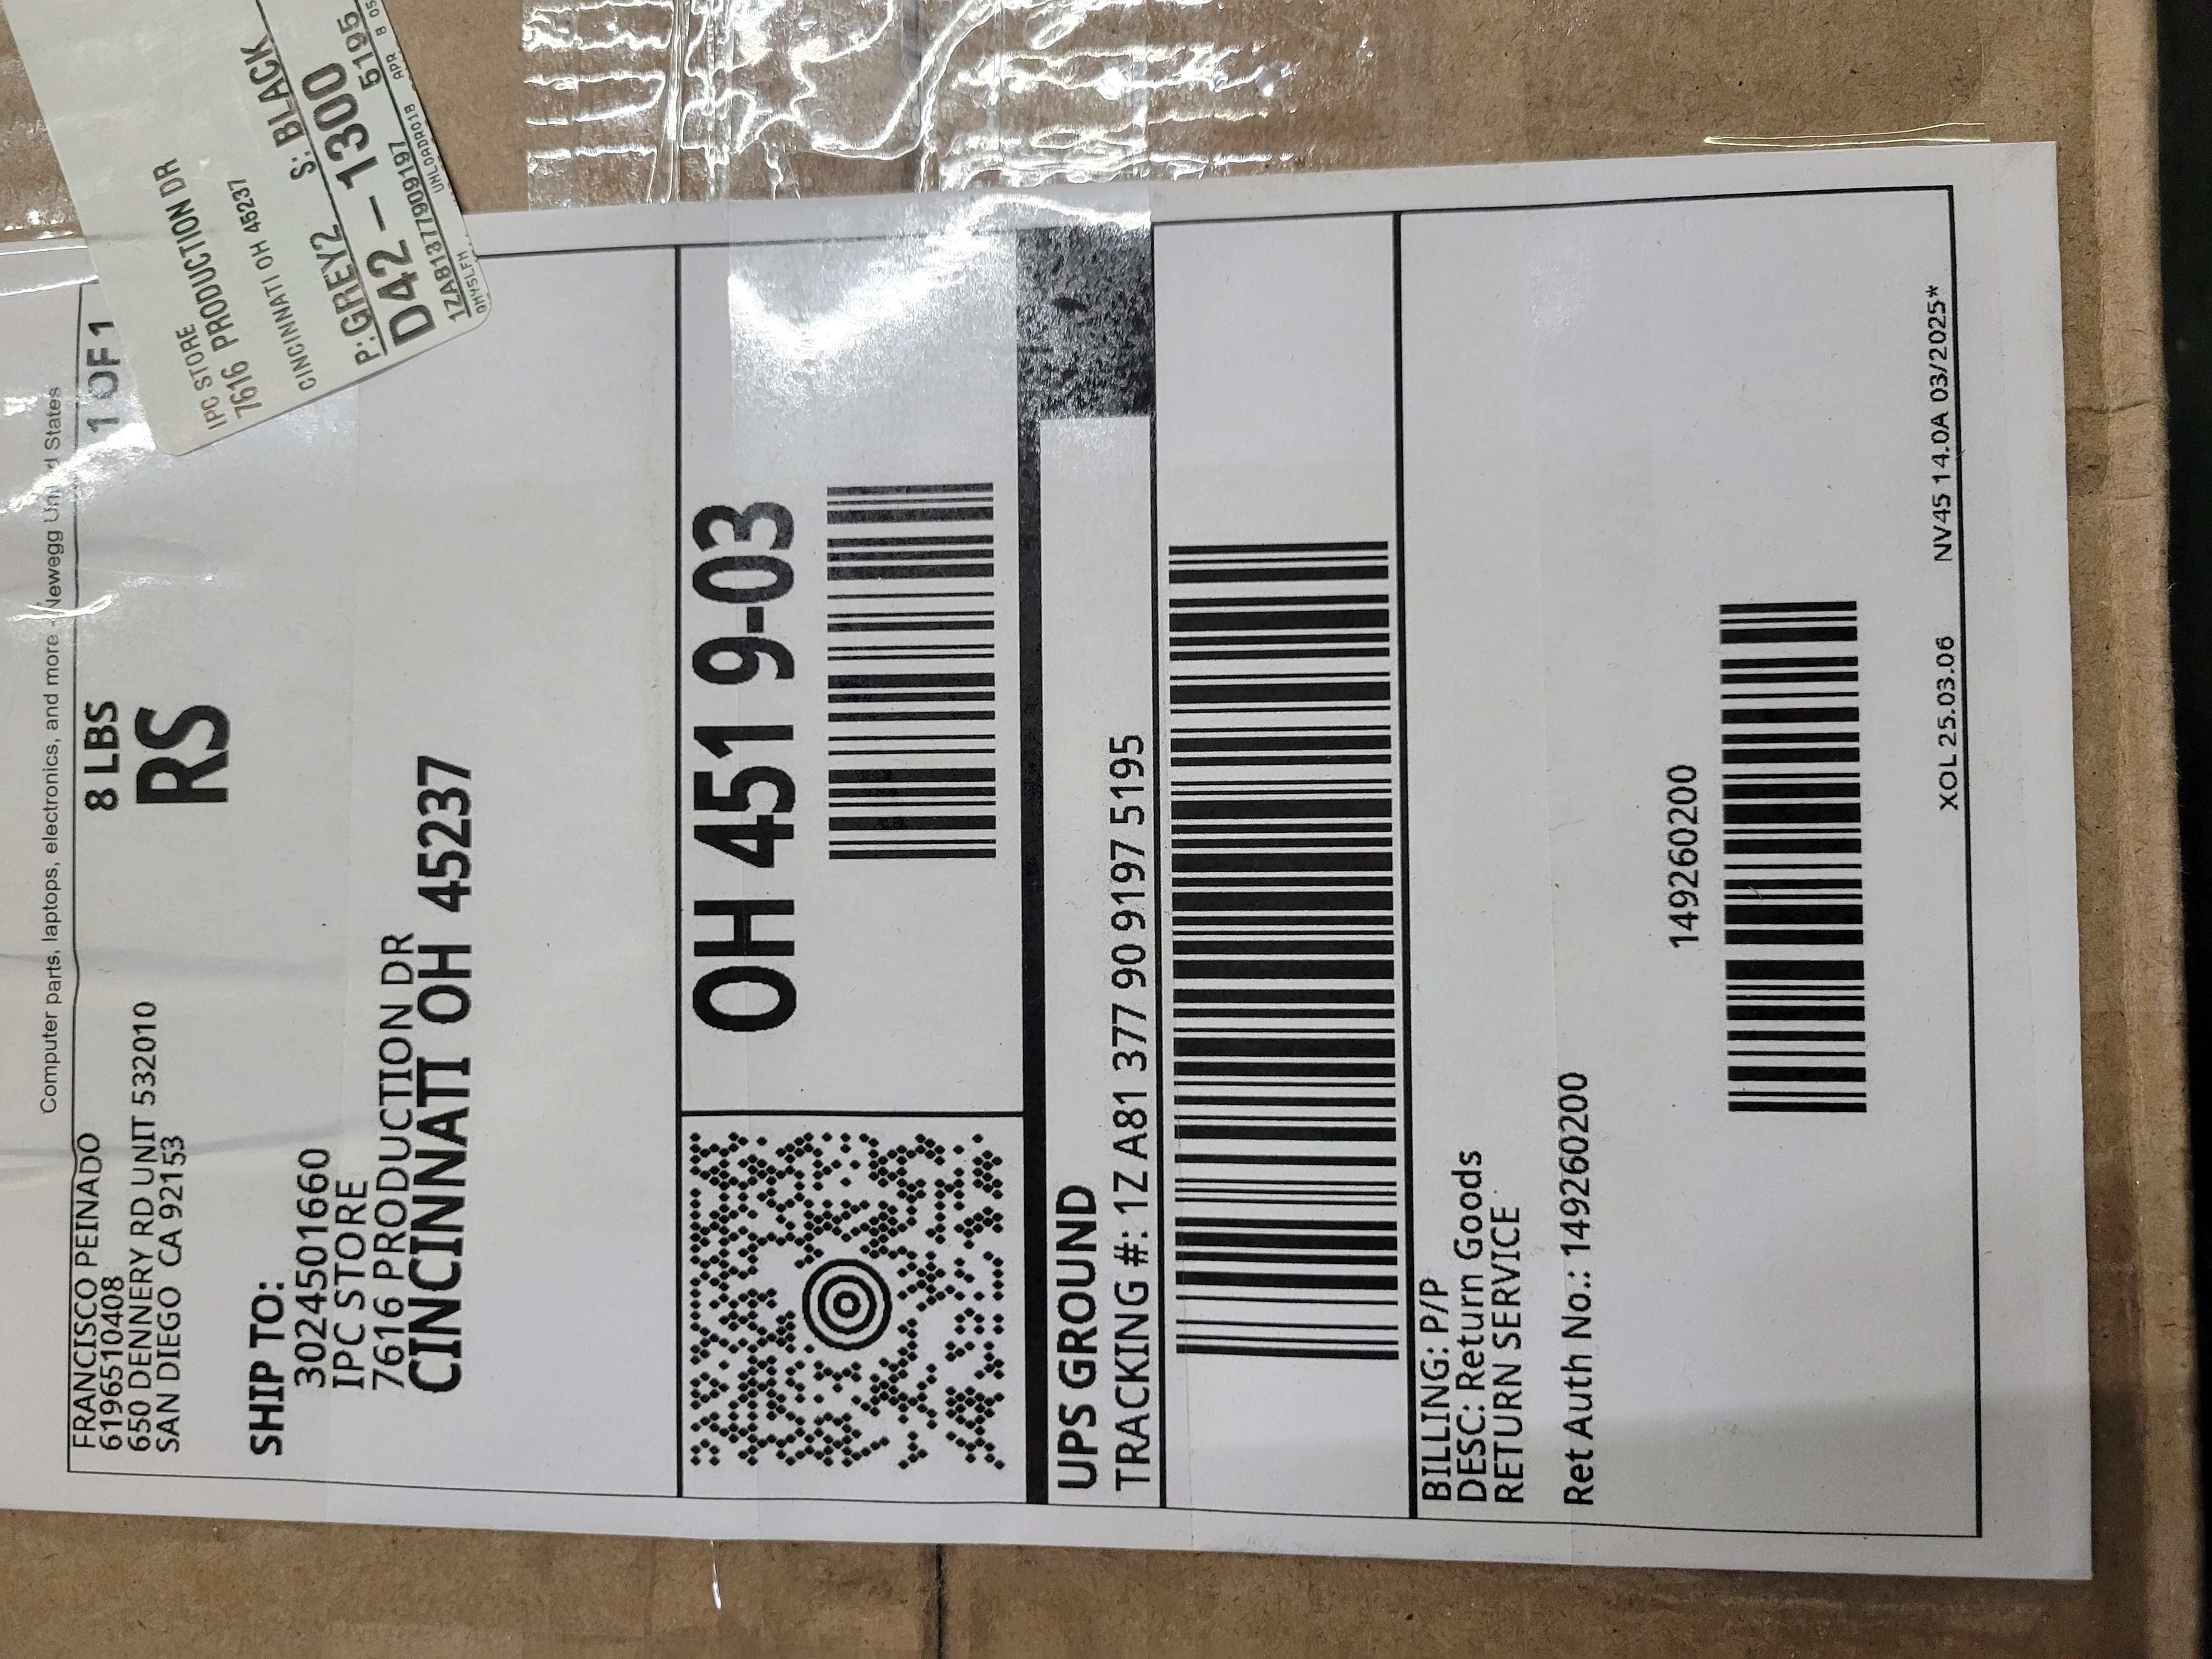 Computer parts, laptops, electronics, and more - Newegg United States
FRANCISCO PEINADO
6196510408
650 DENNERY RD UNIT 532010
SAN DIEGO CA 92153
8 LBS
1 OF 1
RS
SHIP TO:
3024501660
IPC STORE
7616 PRODUCTION DR
CINCINNATI OH 45237
OH 451 9-03
UPS GROUND
TRACKING #: 1Z A81 377 90 9197 5195
BILLING: P/P
DESC: Return Goods
RETURN SERVICE
Ret Auth No.: 149260200
149260200
XOL 25.03.06 NV45 14.0A 03/2025*
IPC STORE
7616 PRODUCTION DR
CINCINNATI OH 45237
P: GREY2 S: BLACK
D42 – 1300 5195
1ZA81377909197